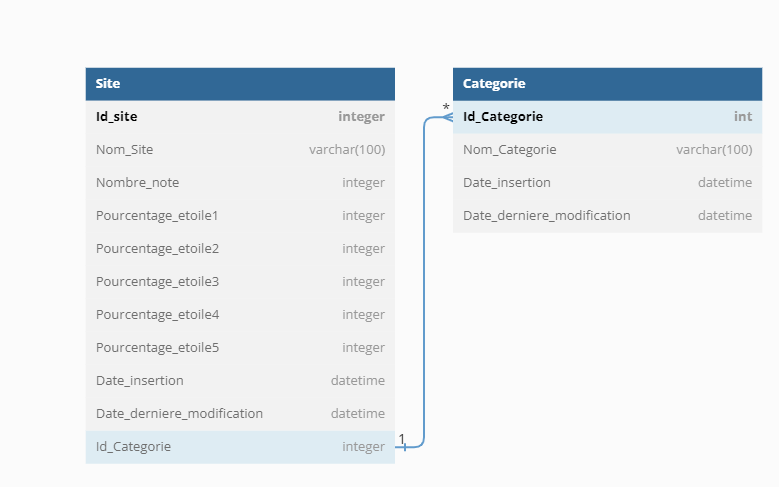 Site
Id_site integer
Nom_Site varchar(100)
Nombre_note integer
Pourcentage_etoile1 integer
Pourcentage_etoile2 integer
Pourcentage_etoile3 integer
Pourcentage_etoile4 integer
Pourcentage_etoile5 integer
Date_insertion datetime
Date_derniere_modification datetime
Id_Categorie integer
1
*
Categorie
Id_Categorie int
Nom_Categorie varchar(100)
Date_insertion datetime
Date_derniere_modification datetime